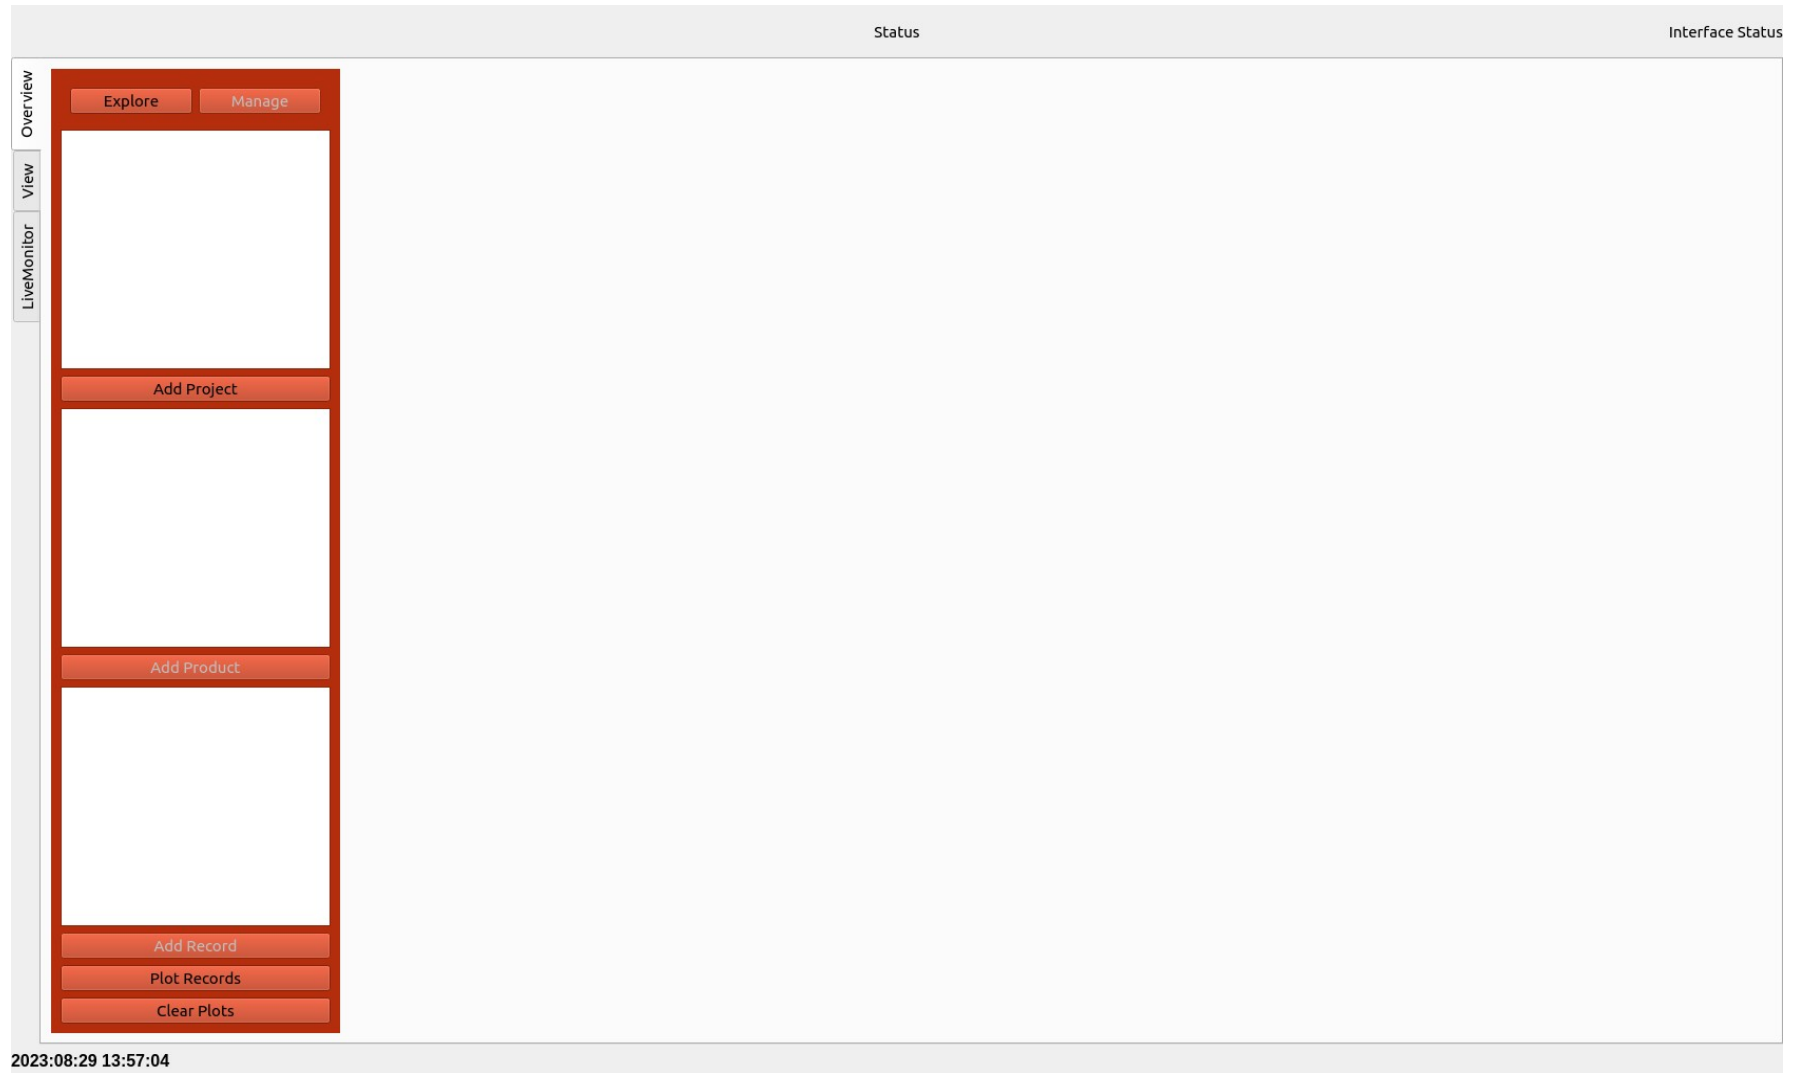 Status
Interface Status
Overview
View
LiveMonitor
Explore
Manage
Add Project
Add Product
Add Record
Plot Records
Clear Plots
2023:08:29 13:57:04